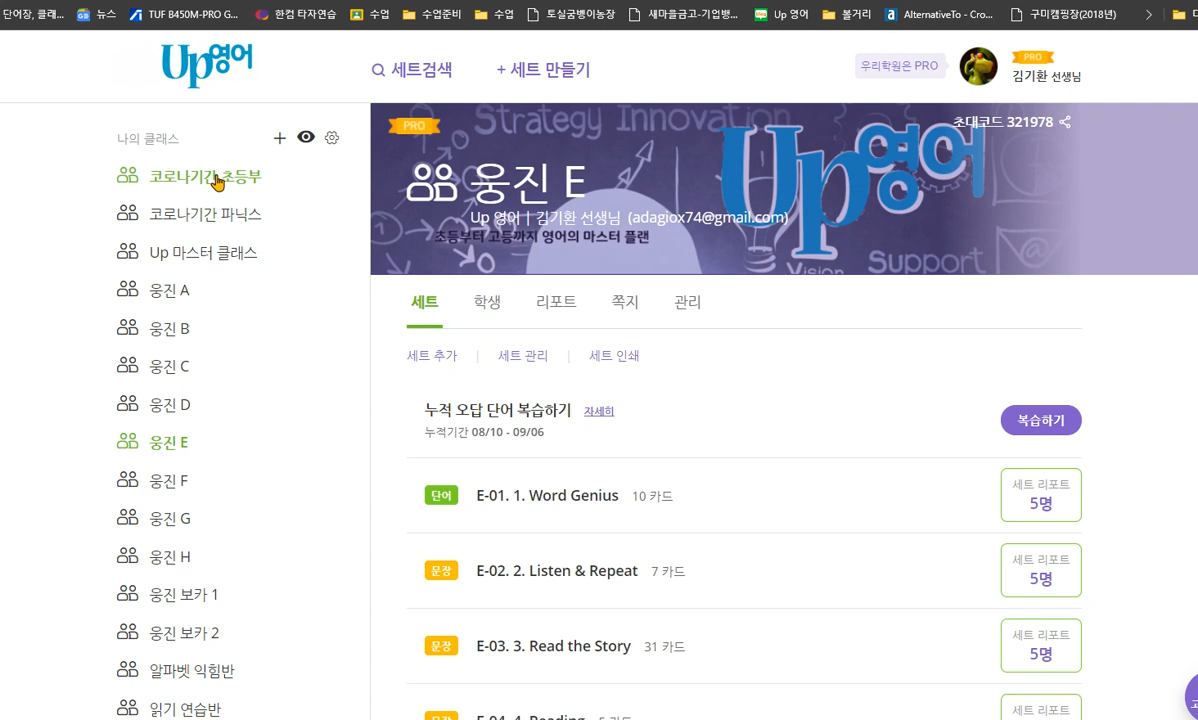 단어장, 클래...
뉴스
TUF B450M-PRO G...
한컴 타자연습
수업
수업준비
수업
토실굼벵이농장
새마을금고-기업뱅...
Up 영어
볼거리
AlternativeTo - Cro...
구미캠핑장(2018년)
Up영어
세트검색
+ 세트 만들기
우리학원은 PRO
PRO
김기환 선생님
나의 클래스
코로나기간 초등부
코로나기간 파닉스
Up 마스터 클래스
웅진 A
웅진 B
웅진 C
웅진 D
웅진 E
웅진 F
웅진 G
웅진 H
웅진 보카 1
웅진 보카 2
알파벳 익힘반
읽기 연습반
PRO
Strategy Innovation
초대코드 321978
웅진 E
Up영어
Up 영어 | 김기환 선생님 (adagiox74@gmail.com)
초등부터 고등까지 영어의 마스터 플랜
Vision
Support
세트
학생
리포트
쪽지
관리
세트 추가 | 세트 관리 | 세트 인쇄
누적 오답 단어 복습하기 자세히
누적기간 08/10 - 09/06
복습하기
단어 E-01. 1. Word Genius 10 카드
세트 리포트
5명
문장 E-02. 2. Listen & Repeat 7 카드
세트 리포트
5명
문장 E-03. 3. Read the Story 31 카드
세트 리포트
5명
E-04. 4. Reading
세트 리포트